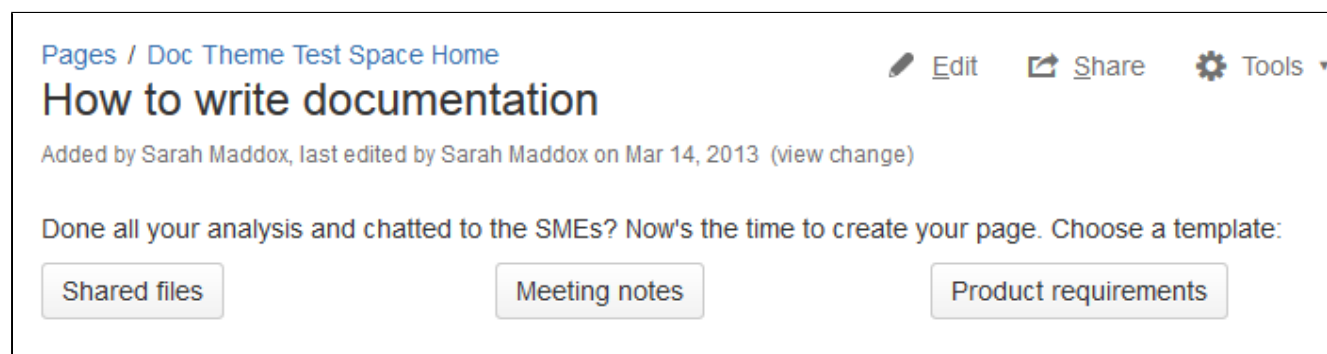 Pages / Doc Theme Test Space Home
Edit Share Tools
How to write documentation
Added by Sarah Maddox, last edited by Sarah Maddox on Mar 14, 2013 (view change)
Done all your analysis and chatted to the SMEs? Now's the time to create your page. Choose a template:
Shared files Meeting notes Product requirements